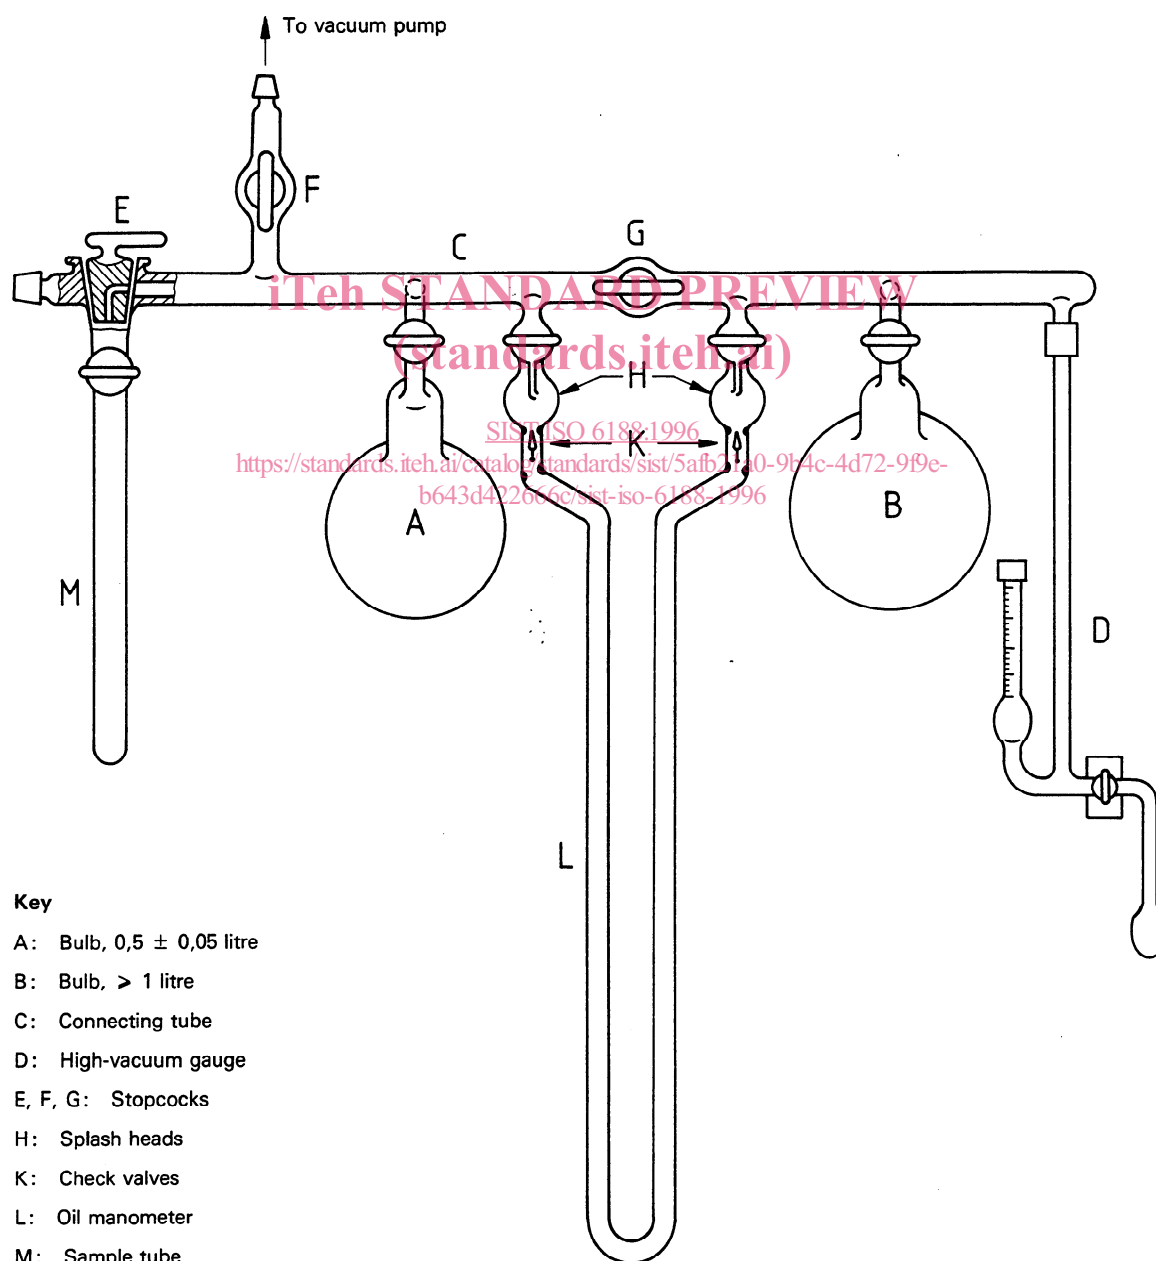 To vacuum pump
F
E
C
G
iTeh STANDARD PREVIEW
(standards.iteh.ai)
H
SIST ISO 6188:1996
K
https://standards.iteh.ai/catalog/standards/sist/5afb21a0-9b4c-4d72-9f9e-
b643d422666c/sist-iso-6188-1996
A
B
M
D
L
Key
A: Bulb, 0,5 ± 0,05 litre
B: Bulb, ⩾ 1 litre
C: Connecting tube
D: High-vacuum gauge
E, F, G: Stopcocks
H: Splash heads
K: Check valves
L: Oil manometer
M: Sample tube